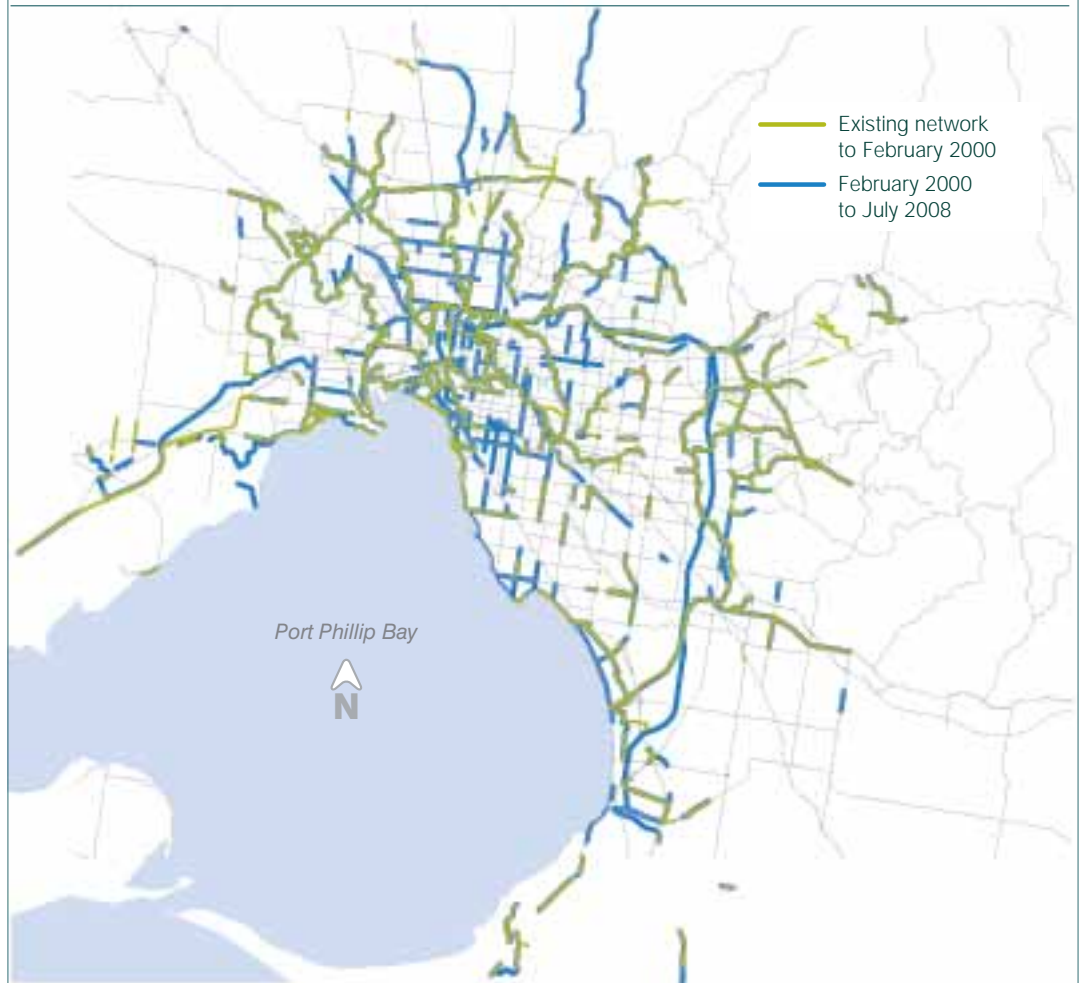 Existing network
to February 2000
February 2000
to July 2008
Port Phillip Bay
N